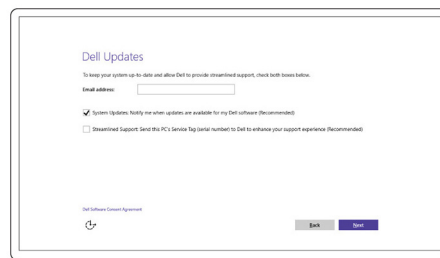 Dell Updates
To keep your system up-to-date and allow Dell to provide streamlined support, check both boxes below.
Email address:
System Updates: Notify me when updates are available for my Dell software (Recommended)
Streamlined Support: Send this PC's Service Tag (serial number) to Dell to enhance your support experience (Recommended)
Dell Software Consent Agreement
Back Next